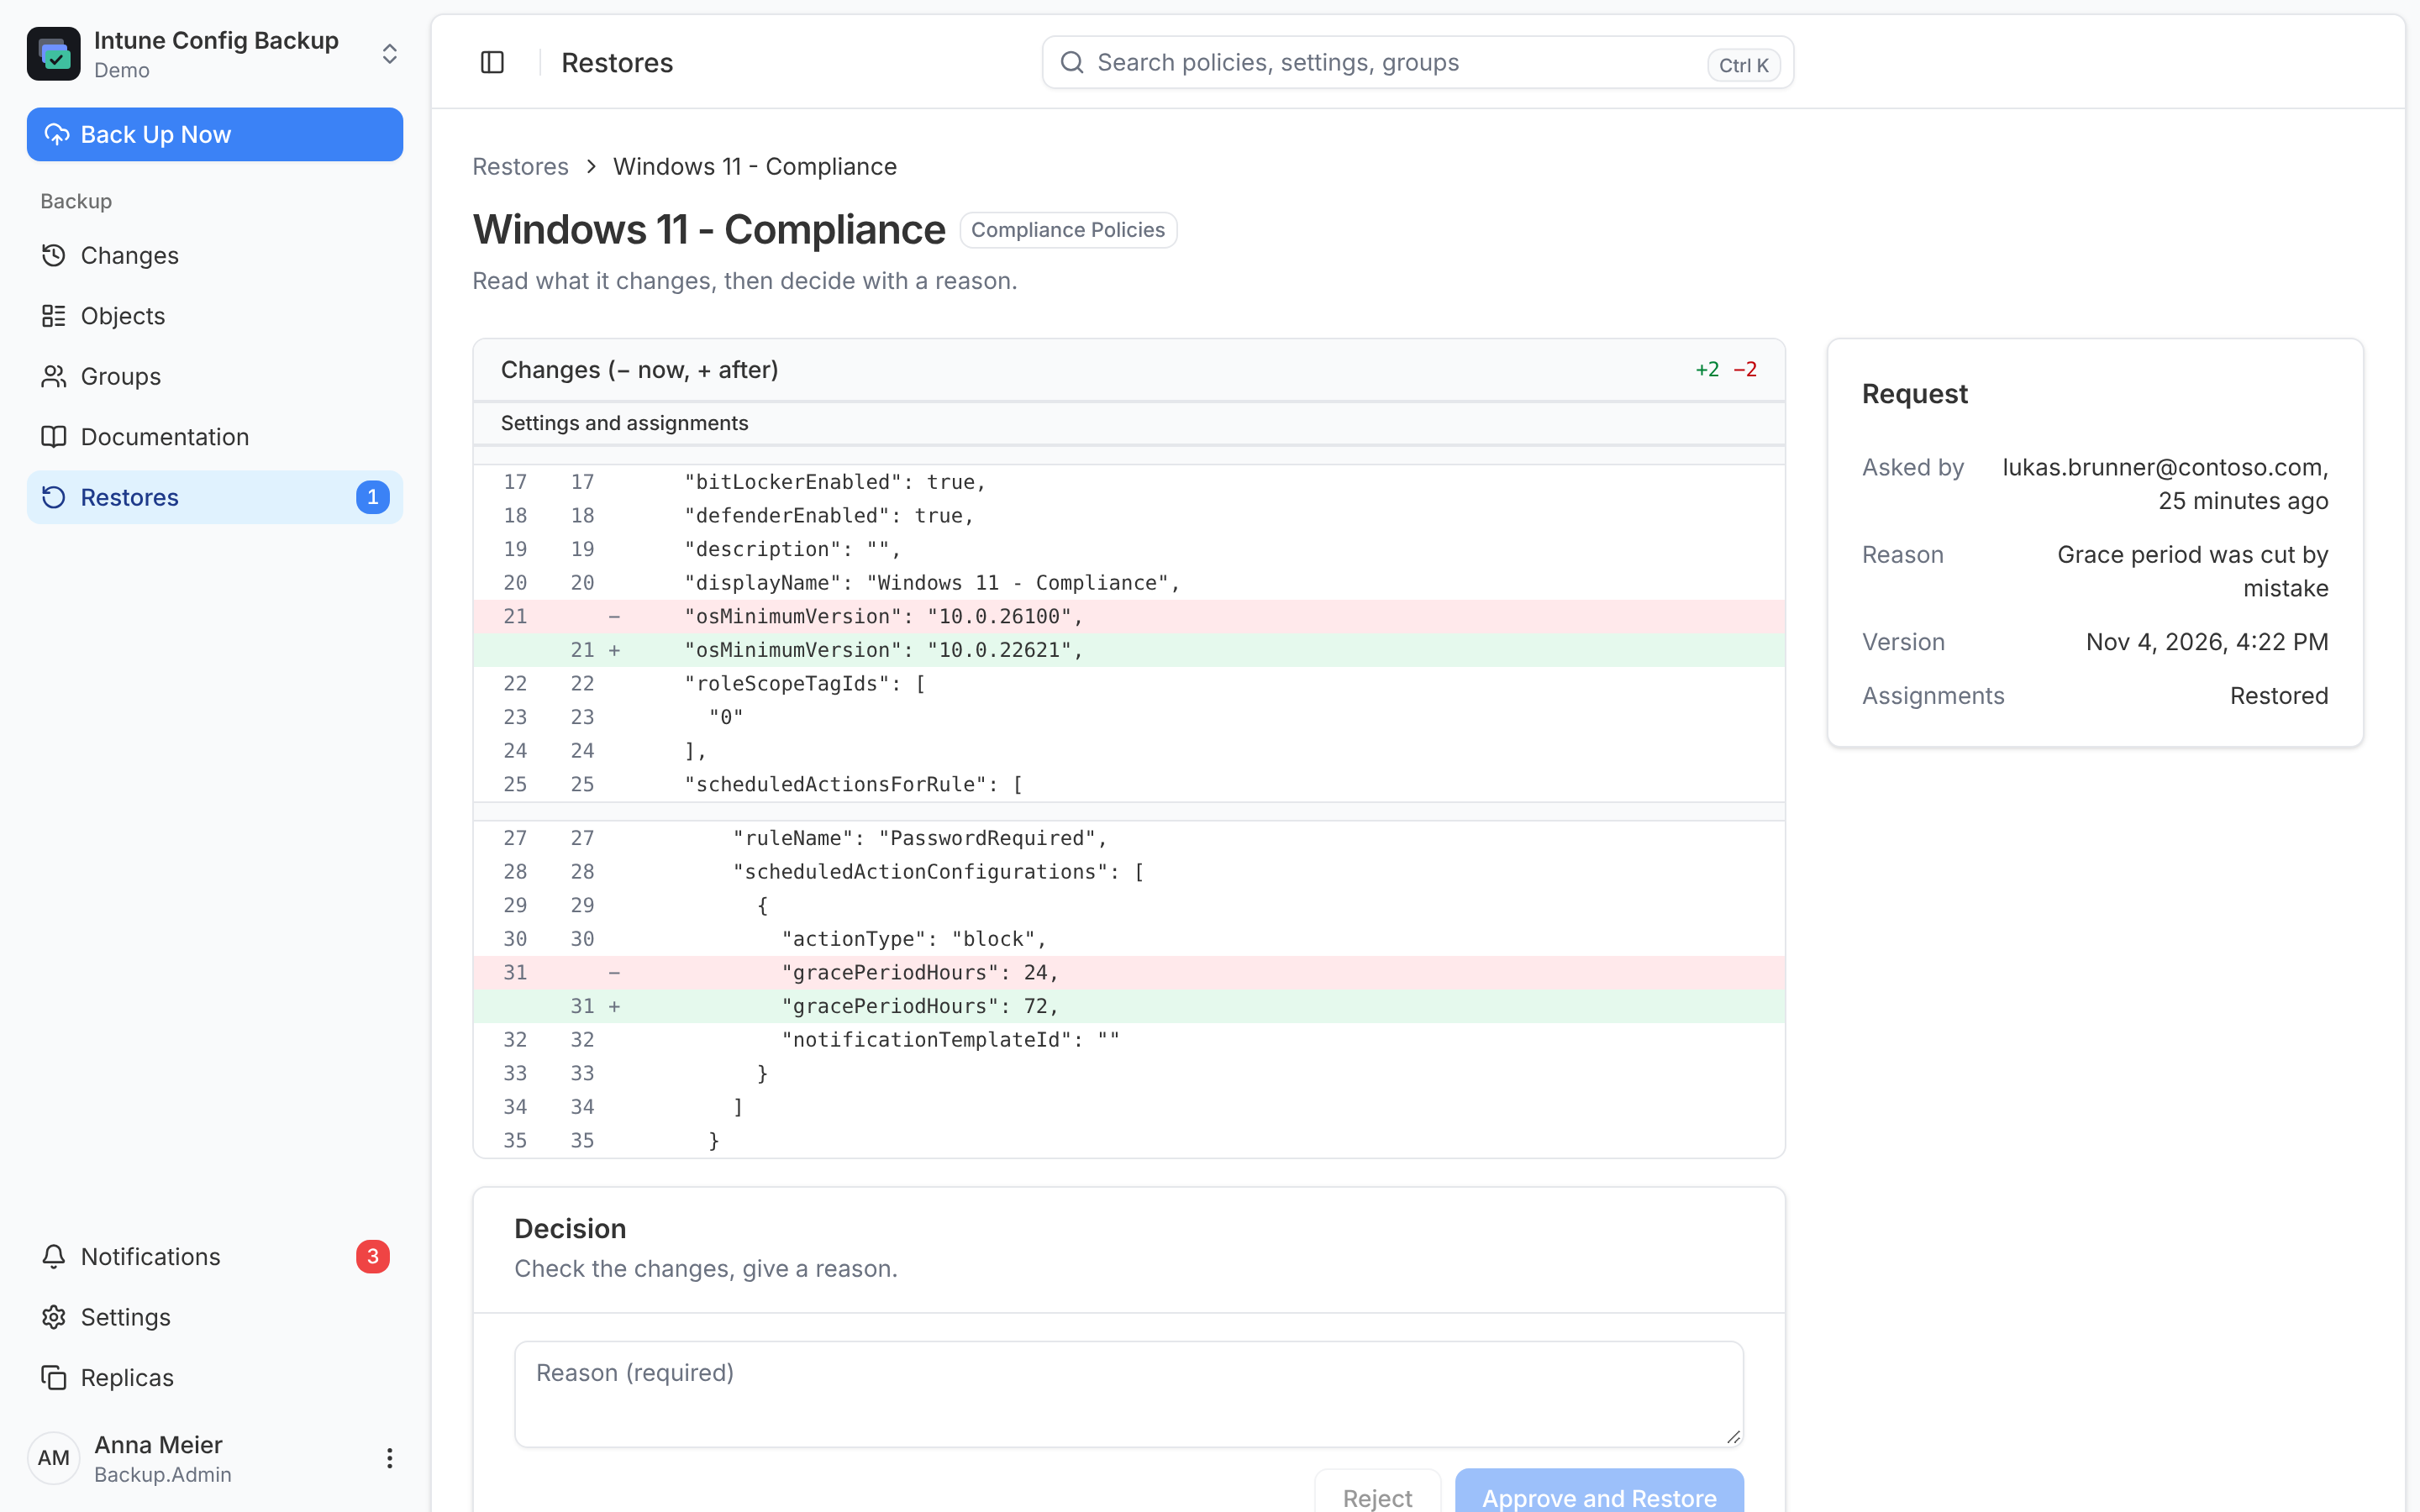 Intune Config Backup
Demo
Back Up Now
Backup
Changes
Objects
Groups
Documentation
Restores 1
Notifications 3
Settings
Replicas
AM
Anna Meier
Backup.Admin
Restores
Search policies, settings, groups Ctrl K
Restores > Windows 11 - Compliance
Windows 11 - Compliance Compliance Policies
Read what it changes, then decide with a reason.
Changes (− now, + after) +2 −2
Settings and assignments
17 17 "bitLockerEnabled": true,
18 18 "defenderEnabled": true,
19 19 "description": "",
20 20 "displayName": "Windows 11 - Compliance",
21 − "osMinimumVersion": "10.0.26100",
21 + "osMinimumVersion": "10.0.22621",
22 22 "roleScopeTagIds": [
23 23 "0"
24 24 ],
25 25 "scheduledActionsForRule": [
27 27 "ruleName": "PasswordRequired",
28 28 "scheduledActionConfigurations": [
29 29 {
30 30 "actionType": "block",
31 − "gracePeriodHours": 24,
31 + "gracePeriodHours": 72,
32 32 "notificationTemplateId": ""
33 33 }
34 34 ]
35 35 }
Decision
Check the changes, give a reason.
Reason (required)
Reject Approve and Restore
Request
Asked by lukas.brunner@contoso.com,
25 minutes ago
Reason Grace period was cut by
mistake
Version Nov 4, 2026, 4:22 PM
Assignments Restored